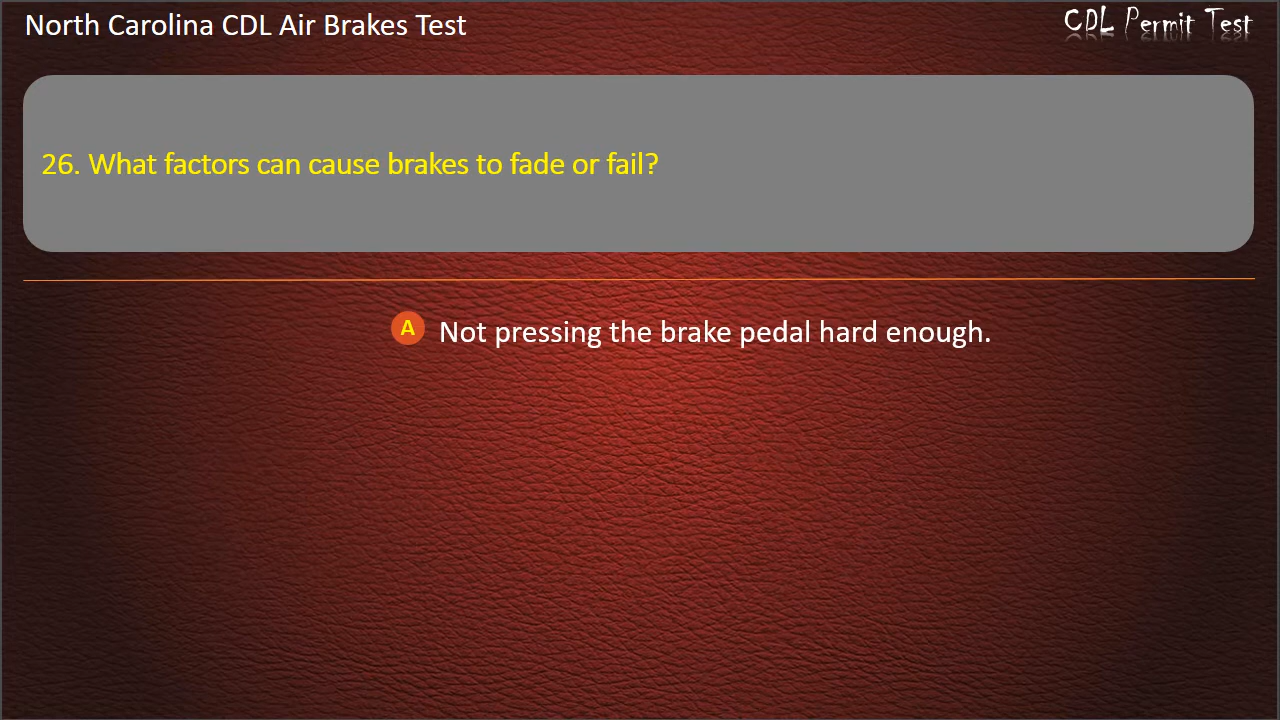 North Carolina CDL Air Brakes Test
CDL Permit Test
26. What factors can cause brakes to fade or fail?
A Not pressing the brake pedal hard enough.